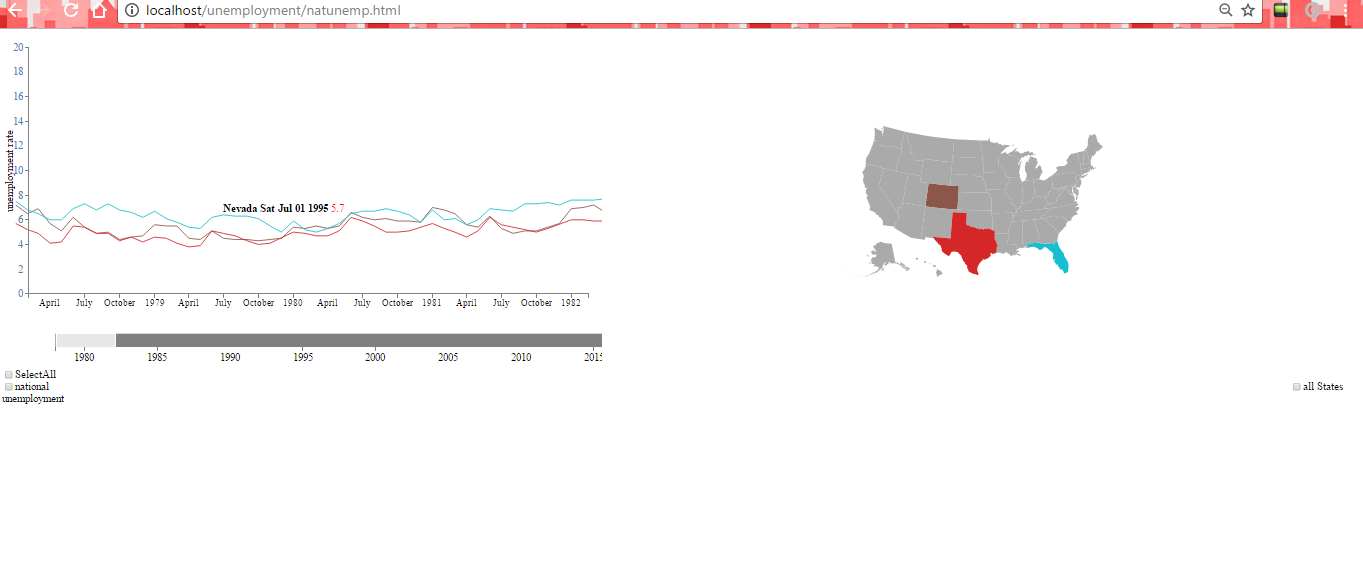 localhost/unemployment/natunemp.html
20
18
16
14
12
10
8
6
4
2
0
unemployment rate
Nevada Sat Jul 01 1995 5.7
April July October 1979 April July October 1980 April July October 1981 April July October 1982
1980 1985 1990 1995 2000 2005 2010 2015
SelectAll
national
unemployment
all States